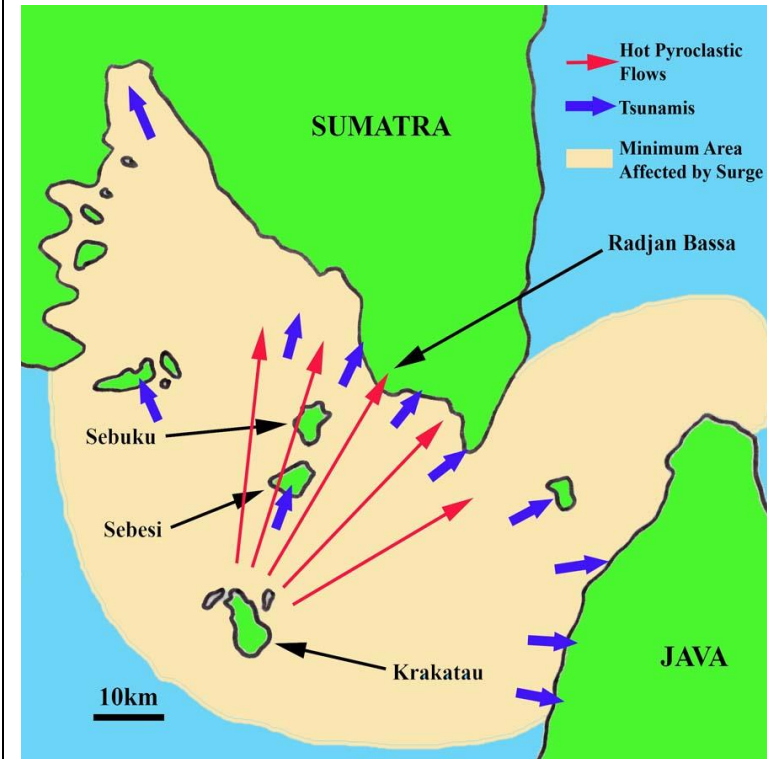 Hot Pyroclastic
Flows
SUMATRA
Tsunamis
Minimum Area
Affected by Surge
Radjan Bassa
Sebuku
Sebesi
JAVA
Krakatau
10km